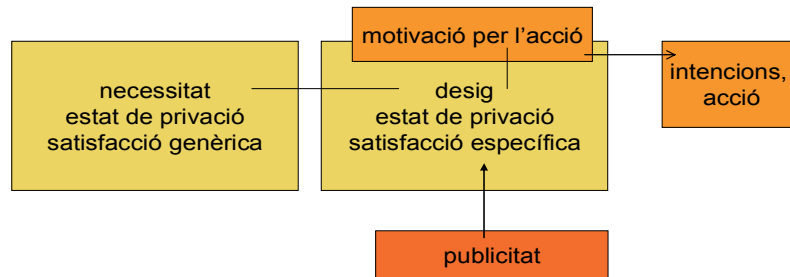 motivació per l’acció
necessitat
estat de privació
satisfacció genèrica
desig
estat de privació
satisfacció específica
intencions,
acció
publicitat